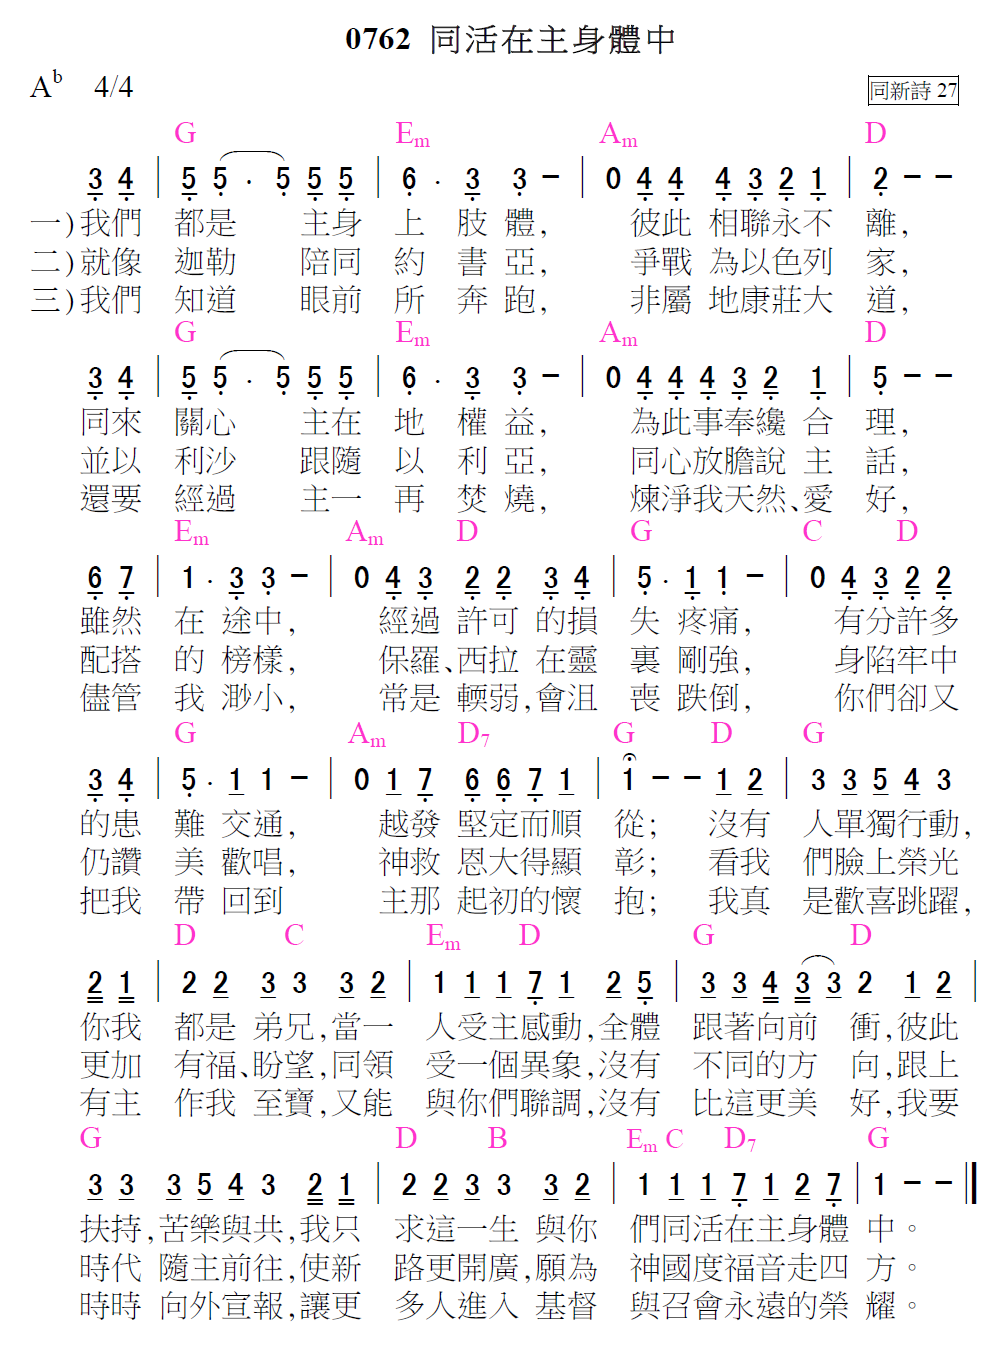 0762 同活在主身體中
Ab 4/4 同新詩 27
G Em Am D
3 4 | 5 5 · 5 5 5 | 6 · 3 3 – | 0 4 4 4 3 2 1 | 2 – –
一)我們 都是 主身 上 肢 體, 彼此 相聯永不 離,
二)就像 迦勒 陪同 約 書 亞, 爭戰 為以色列 家,
三)我們 知道 眼前 所 奔 跑, 非屬 地康莊大 道,
G Em Am D
3 4 | 5 5 · 5 5 5 | 6 · 3 3 – | 0 4 4 4 3 2 1 | 5 – –
同來 關心 主在 地 權 益, 為此事奉纔 合 理,
並以 利沙 跟隨 以 利 亞, 同心放膽說 主 話,
還要 經過 主一 再 焚 燒, 煉淨我天然、愛 好,
Em Am D G C D
6 7 | 1 · 3 3 – | 0 4 3 2 2 3 4 | 5 · 1 1 – | 0 4 3 2 2
雖然 在 途中, 經過 許可 的損 失 疼痛, 有分許多
配搭 的 榜樣, 保羅、西拉 在靈 裏 剛強, 身陷牢中
儘管 我 渺小, 常是 輭弱,會沮 喪 跌倒, 你們卻又
G Am D7 G D G
3 4 | 5 · 1 1 – | 0 1 7 6 6 7 1 | 1 – – 1 2 | 3 3 5 4 3
的患 難 交通, 越發 堅定而順 從; 沒有 人單獨行動,
仍讚 美 歡唱, 神救 恩大得顯 彰; 看我 們臉上榮光
把我 帶 回到 主那 起初的懷 抱; 我真 是歡喜跳躍,
D C Em D G D
2 1 | 2 2 3 3 3 2 | 1 1 1 7 1 2 5 | 3 3 4 3 3 2 1 2 |
你我 都是 弟兄,當一 人受主感動,全體 跟著向前 衝,彼此
更加 有福、盼望,同領 受一個異象,沒有 不同的方 向,跟上
有主 作我 至寶,又能 與你們聯調,沒有 比這更美 好,我要
G D B Em C D7 G
3 3 3 5 4 3 2 1 | 2 2 3 3 3 2 | 1 1 1 7 1 2 7 | 1 – – ‖
扶持,苦樂與共,我只 求這一生 與你 們同活在主身體 中。
時代 隨主前往,使新 路更開廣,願為 神國度福音走四 方。
時時 向外宣報,讓更 多人進入 基督 與召會永遠的榮 耀。